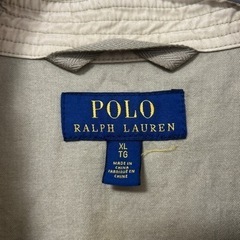 POLO
RALPH LAUREN
XL
TG
MADE IN CHINA
FABRIQUÉ EN
CHINE